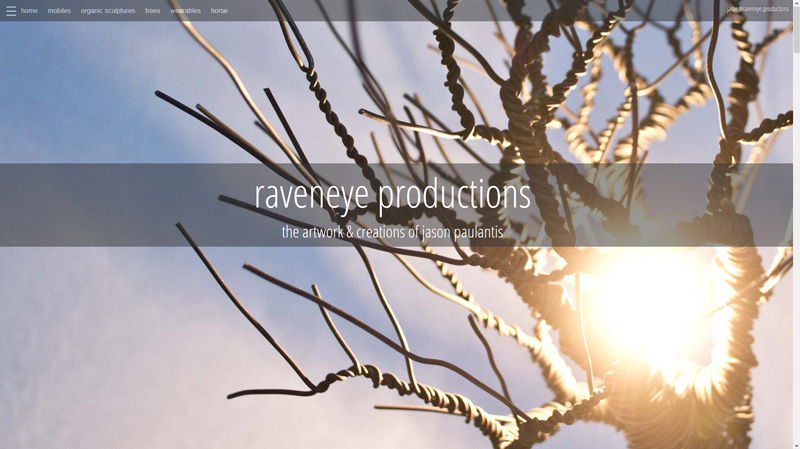 home mobiles organic sculptures trees wearables horse
jason@raveneye productions
raveneye productions
the artwork & creations of jason paulantis